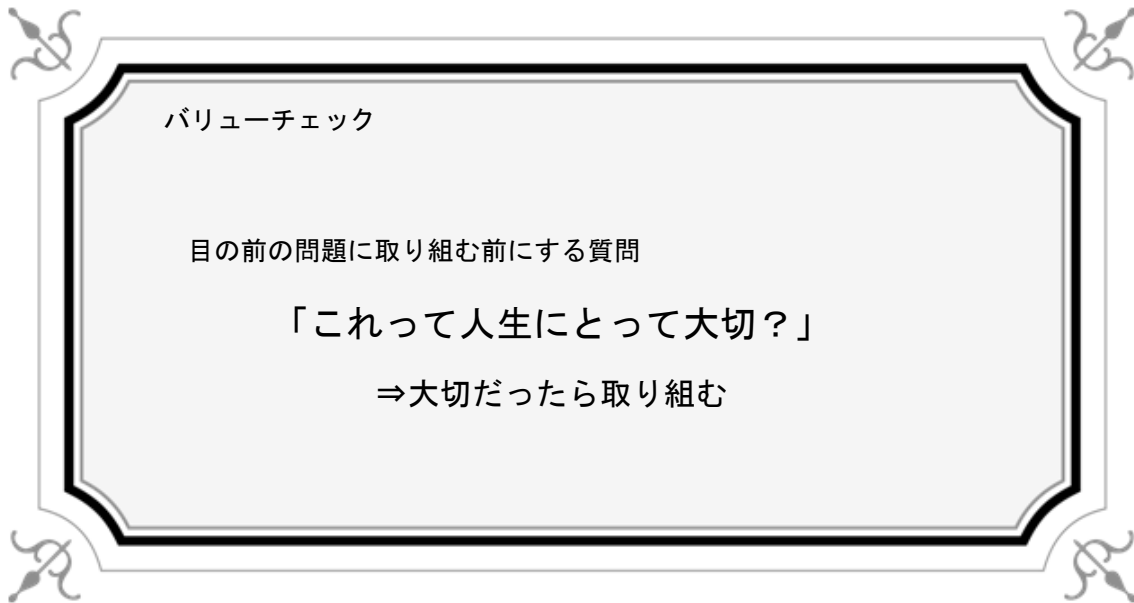 バリューチェック
目の前の問題に取り組む前にする質問
「これって人生にとって大切？」
⇒大切だったら取り組む